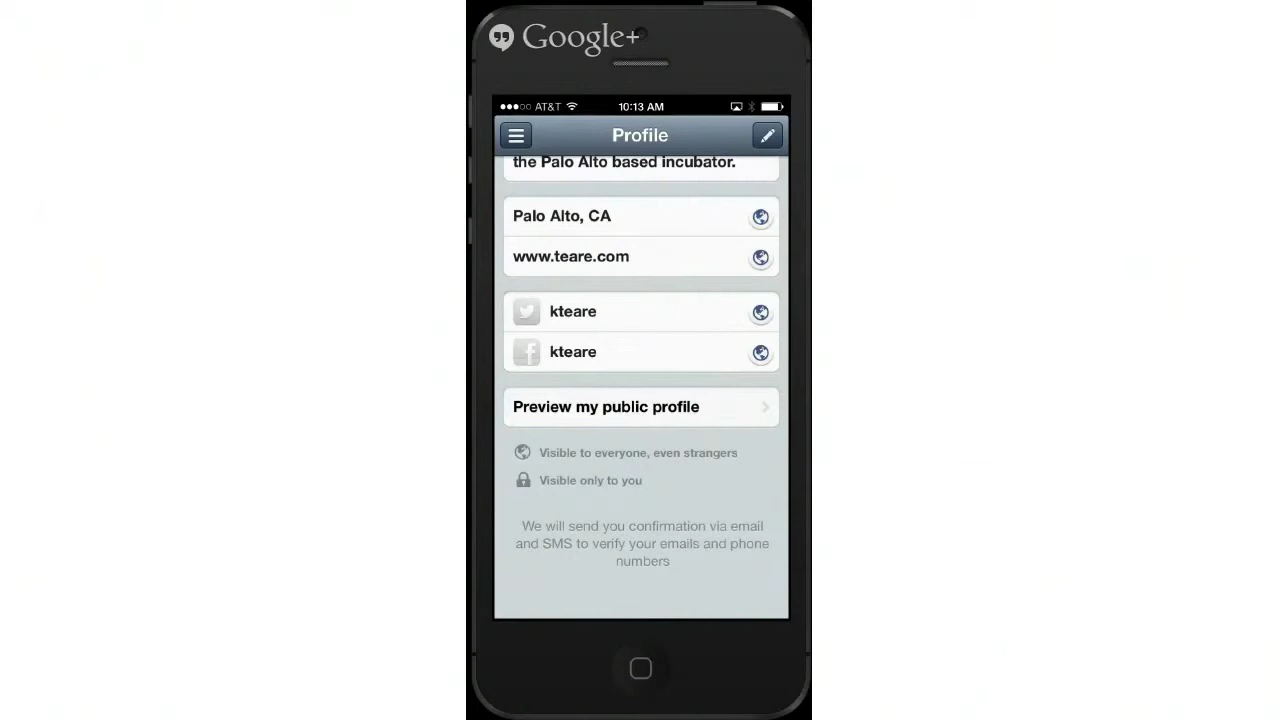 Google+
AT&T
10:13 AM
Profile
the Palo Alto based incubator.
Palo Alto, CA
www.teare.com
kteare
kteare
Preview my public profile
Visible to everyone, even strangers
Visible only to you
We will send you confirmation via email
and SMS to verify your emails and phone
numbers